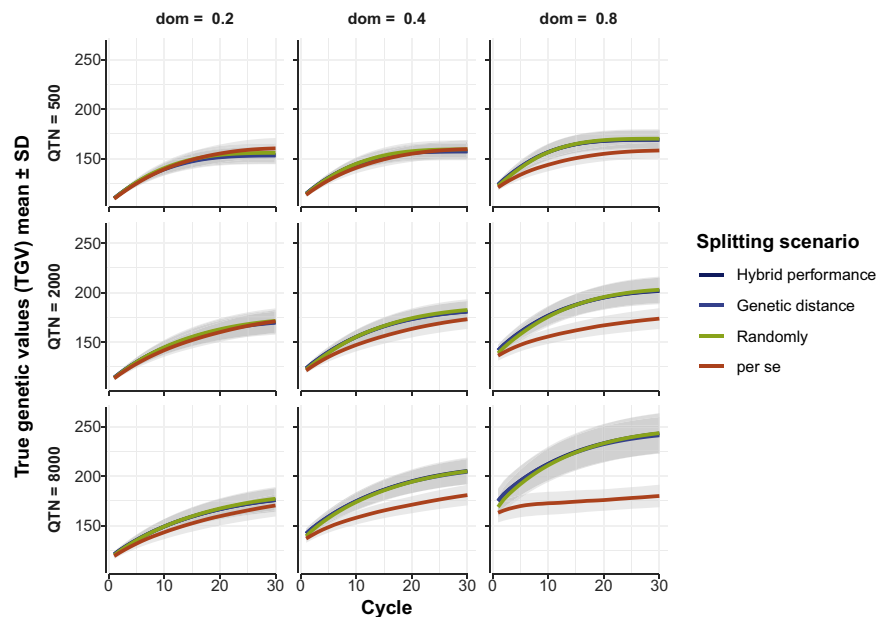 dom = 0.2
dom = 0.4
dom = 0.8
True genetic values (TGV) mean ± SD
QTN = 500
250
200
150
QTN = 2000
250
200
150
QTN = 8000
250
200
150
0 10 20 30
0 10 20 30
0 10 20 30
Cycle
Splitting scenario
Hybrid performance
Genetic distance
Randomly
per se